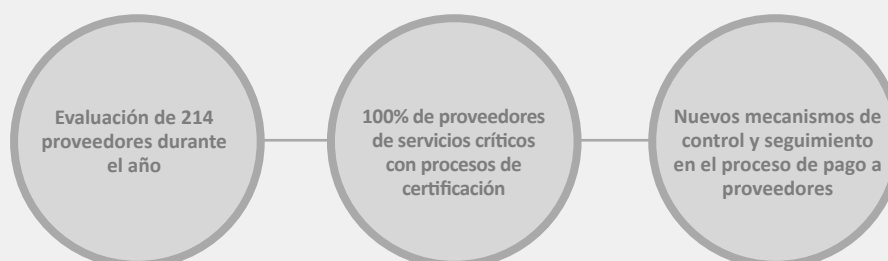 Evaluación de 214
proveedores durante
el año
100% de proveedores
de servicios críticos
con procesos de
certificación
Nuevos mecanismos de
control y seguimiento
en el proceso de pago a
proveedores